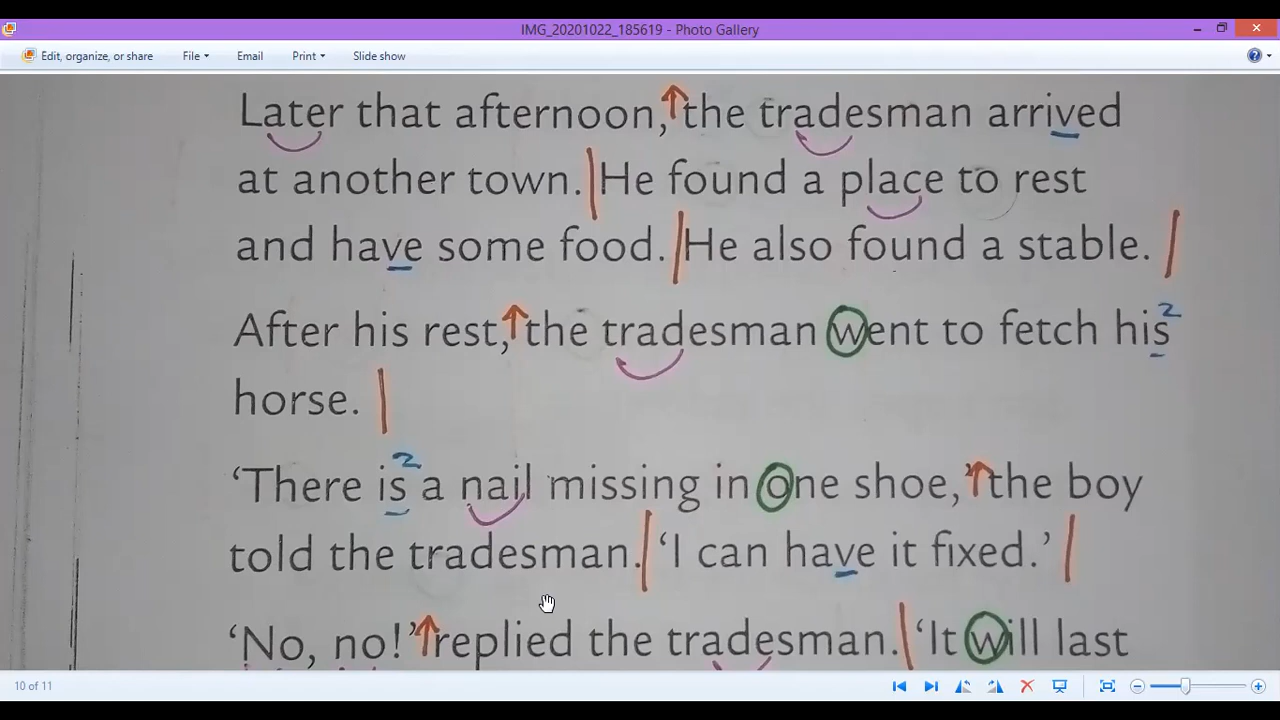 IMG_20201022_185619 - Photo Gallery
Edit, organize, or share File Email Print Slide show
Later that afternoon, the tradesman arrived
at another town. He found a place to rest
and have some food. He also found a stable.
After his rest, the tradesman went to fetch his 2
horse.
‘There is 2 a nail missing in one shoe,’ the boy
told the tradesman. ‘I can have it fixed.’
‘No, no!’ replied the tradesman. ‘It will last
10 of 11